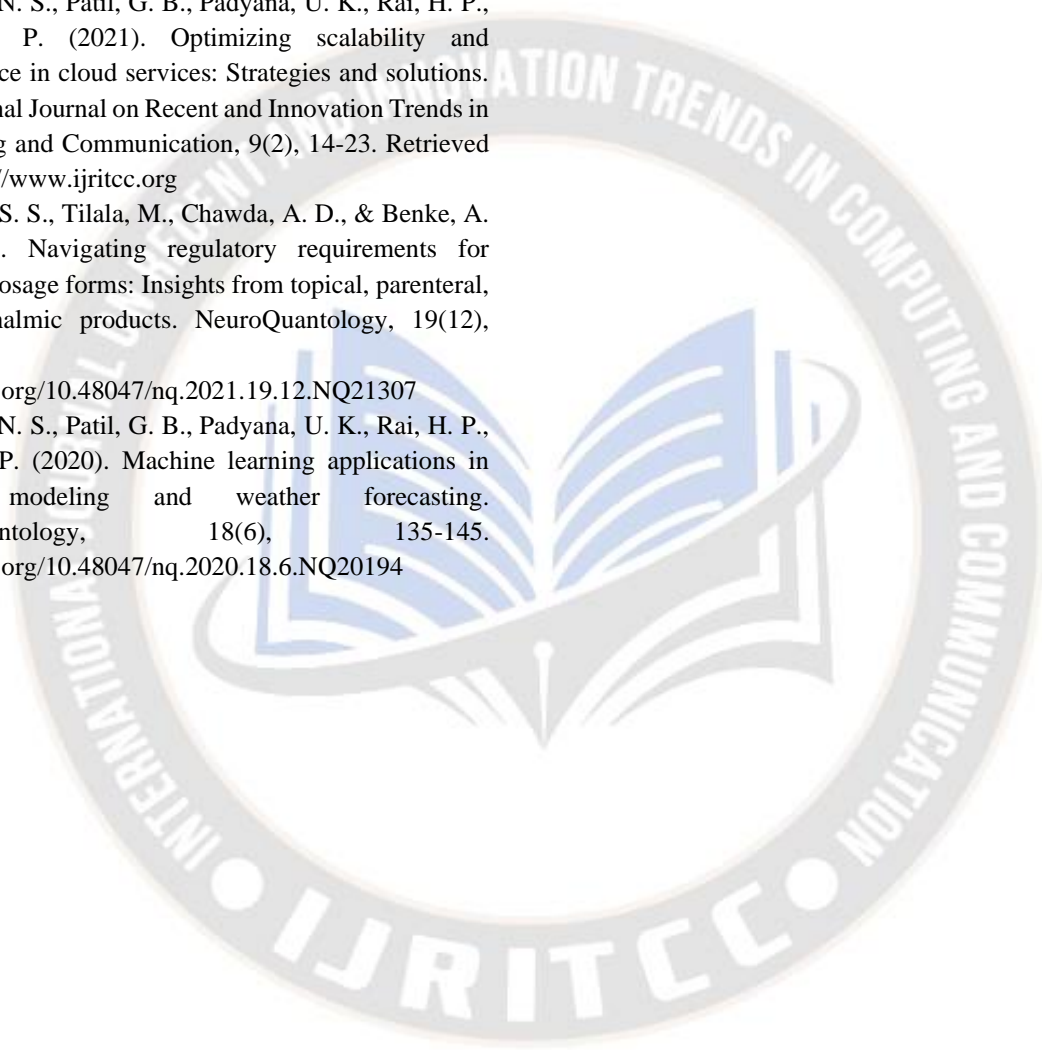 N. S., Patil, G. B., Padyana, U. K., Rai, H. P.,
P. (2021). Optimizing scalability and
ce in cloud services: Strategies and solutions.
nal Journal on Recent and Innovation Trends in
g and Communication, 9(2), 14-23. Retrieved
//www.ijritcc.org
S. S., Tilala, M., Chawda, A. D., & Benke, A.
. Navigating regulatory requirements for
osage forms: Insights from topical, parenteral,
nalmic products. NeuroQuantology, 19(12),
org/10.48047/nq.2021.19.12.NQ21307
N. S., Patil, G. B., Padyana, U. K., Rai, H. P.,
P. (2020). Machine learning applications in
modeling and weather forecasting.
ntology, 18(6), 135-145.
org/10.48047/nq.2020.18.6.NQ20194
INTERNATIONAL JOURNAL ON RECENT AND INNOVATION TRENDS IN COMPUTING AND COMMUNICATION
IJRITCC